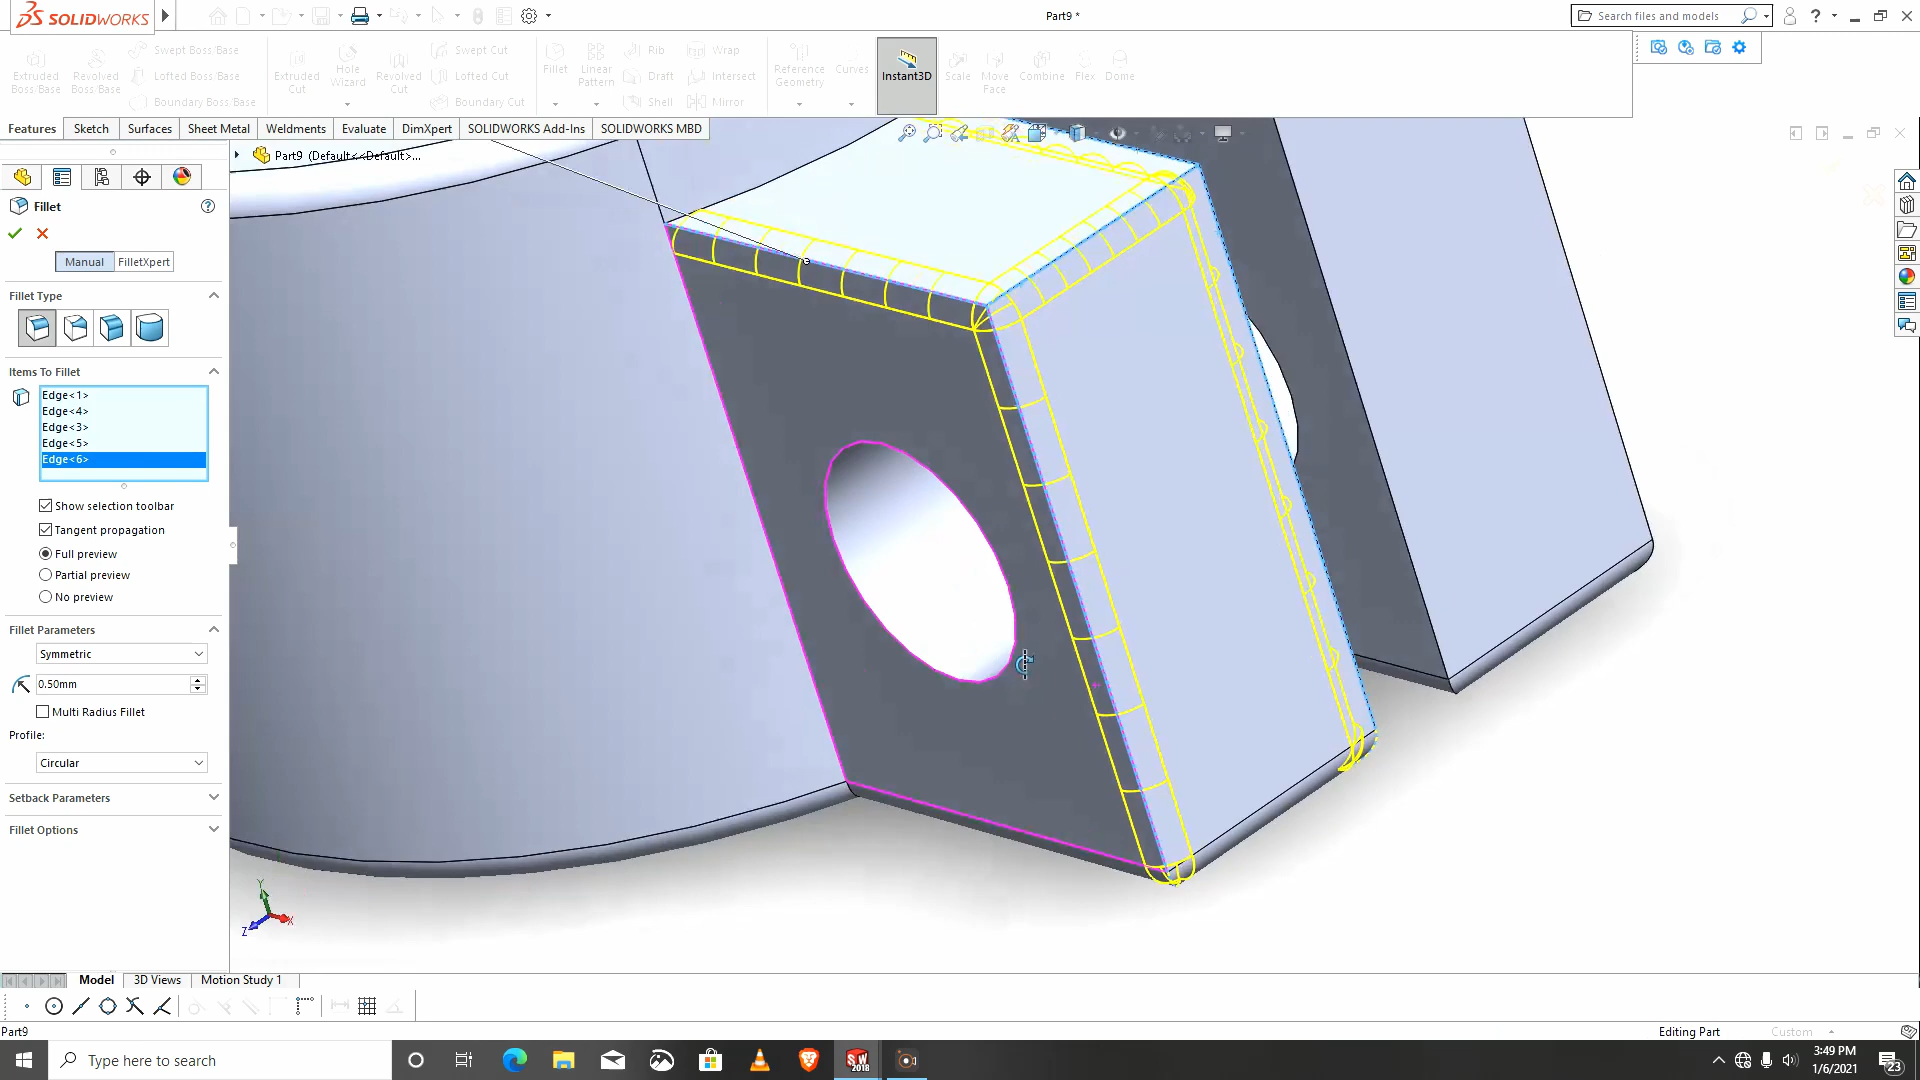 SOLIDWORKS
Part9 *
Search files and models
Extruded Boss/Base
Revolved Boss/Base
Swept Boss/Base
Lofted Boss/Base
Boundary Boss/Base
Extruded Cut
Hole Wizard
Revolved Cut
Swept Cut
Lofted Cut
Boundary Cut
Fillet
Linear Pattern
Rib
Draft
Shell
Wrap
Intersect
Mirror
Reference Geometry
Curves
Instant3D
Scale
Move Face
Combine
Flex
Dome
Features
Sketch
Surfaces
Sheet Metal
Weldments
Evaluate
DimXpert
SOLIDWORKS Add-Ins
SOLIDWORKS MBD
Part9 (Default<<Default>...
Fillet
Manual
FilletXpert
Fillet Type
Items To Fillet
Edge<1>
Edge<4>
Edge<3>
Edge<5>
Edge<6>
Show selection toolbar
Tangent propagation
Full preview
Partial preview
No preview
Fillet Parameters
Symmetric
0.50mm
Multi Radius Fillet
Profile:
Circular
Setback Parameters
Fillet Options
Y
X
Z
Model
3D Views
Motion Study 1
Part9
Editing Part
Custom
Type here to search
SW
2018
3:49 PM
1/6/2021
23